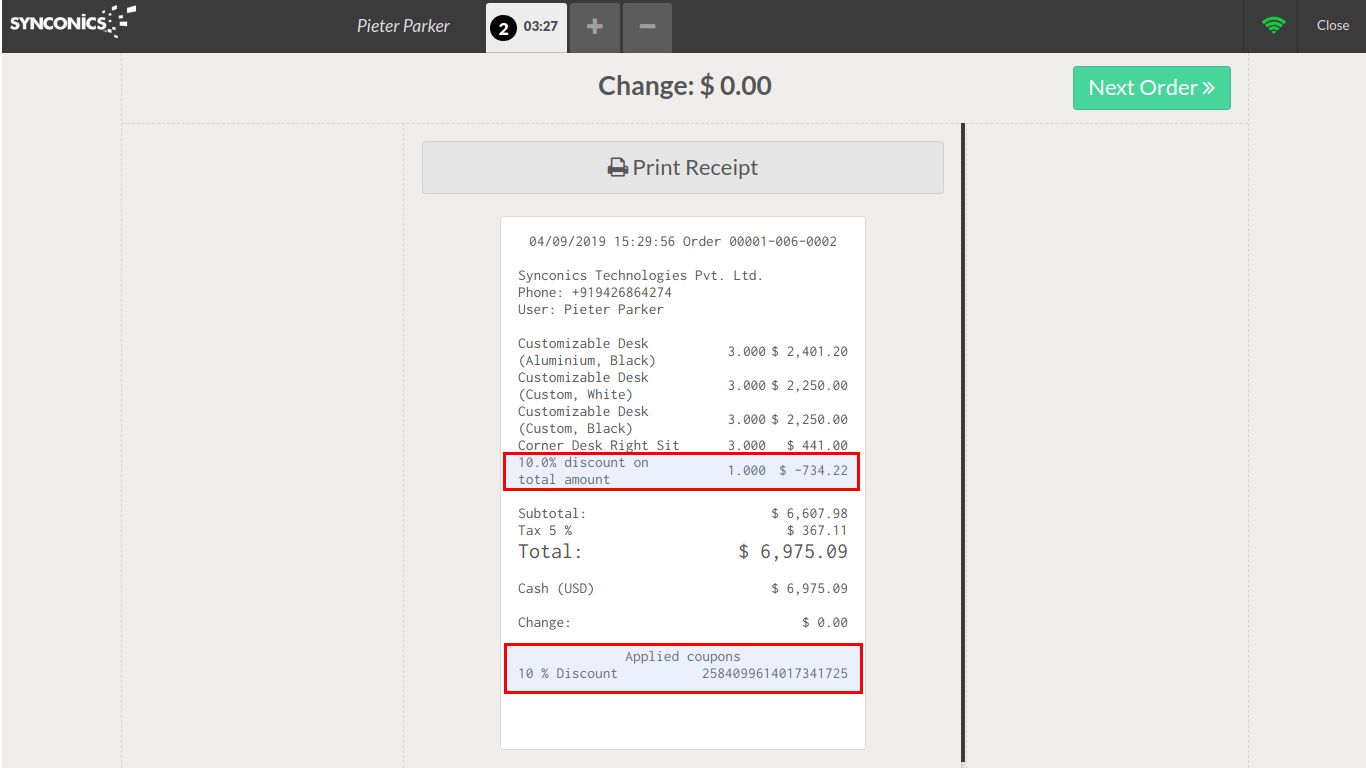 SYNCONICS
Pieter Parker
2 03:27 + −
Close
Change: $ 0.00
Next Order »
Print Receipt
04/09/2019 15:29:56 Order 00001-006-0002
Synconics Technologies Pvt. Ltd.
Phone: +919426864274
User: Pieter Parker
Customizable Desk
(Aluminium, Black) 3.000 $ 2,401.20
Customizable Desk
(Custom, White) 3.000 $ 2,250.00
Customizable Desk
(Custom, Black) 3.000 $ 2,250.00
Corner Desk Right Sit 3.000 $ 441.00
10.0% discount on
total amount 1.000 $ -734.22
Subtotal: $ 6,607.98
Tax 5 % $ 367.11
Total: $ 6,975.09
Cash (USD) $ 6,975.09
Change: $ 0.00
Applied coupons
10 % Discount 2584099614017341725